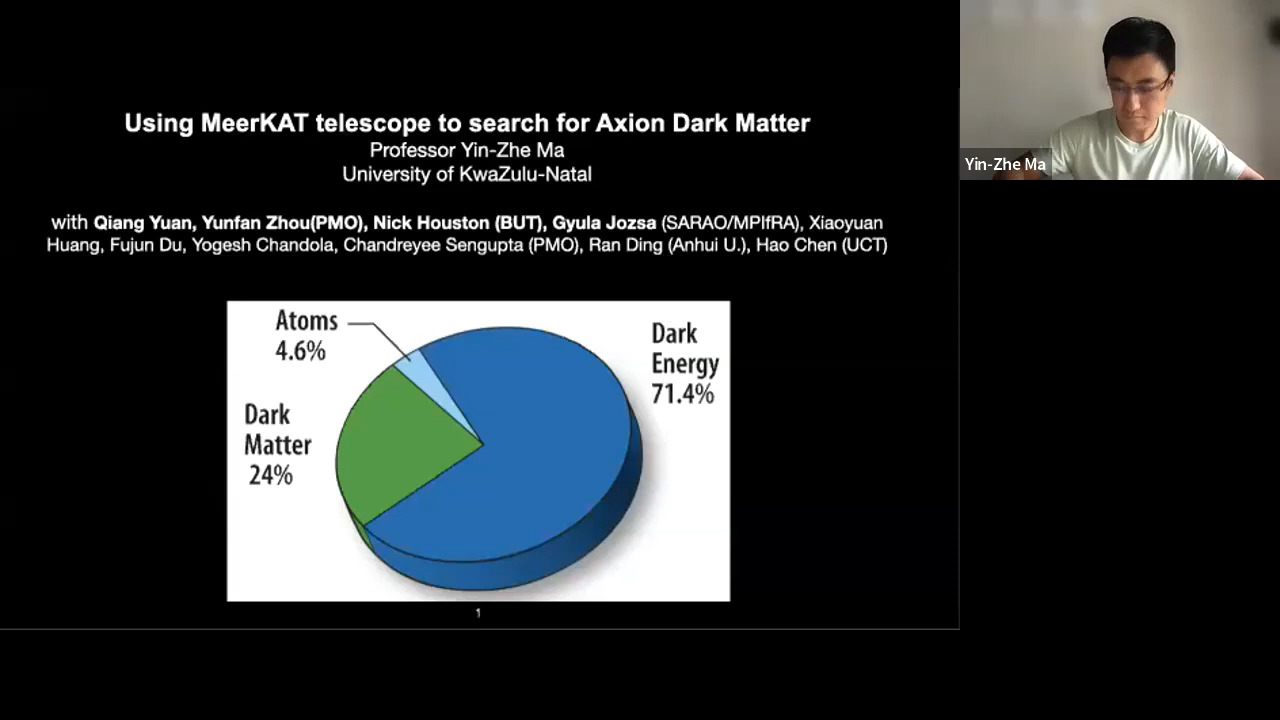 Using MeerKAT telescope to search for Axion Dark Matter
Professor Yin-Zhe Ma
University of KwaZulu-Natal
with Qiang Yuan, Yunfan Zhou(PMO), Nick Houston (BUT), Gyula Jozsa (SARAO/MPIfRA), Xiaoyuan
Huang, Fujun Du, Yogesh Chandola, Chandreyee Sengupta (PMO), Ran Ding (Anhui U.), Hao Chen (UCT)
Atoms
4.6%
Dark
Energy
71.4%
Dark
Matter
24%
1
Yin-Zhe Ma